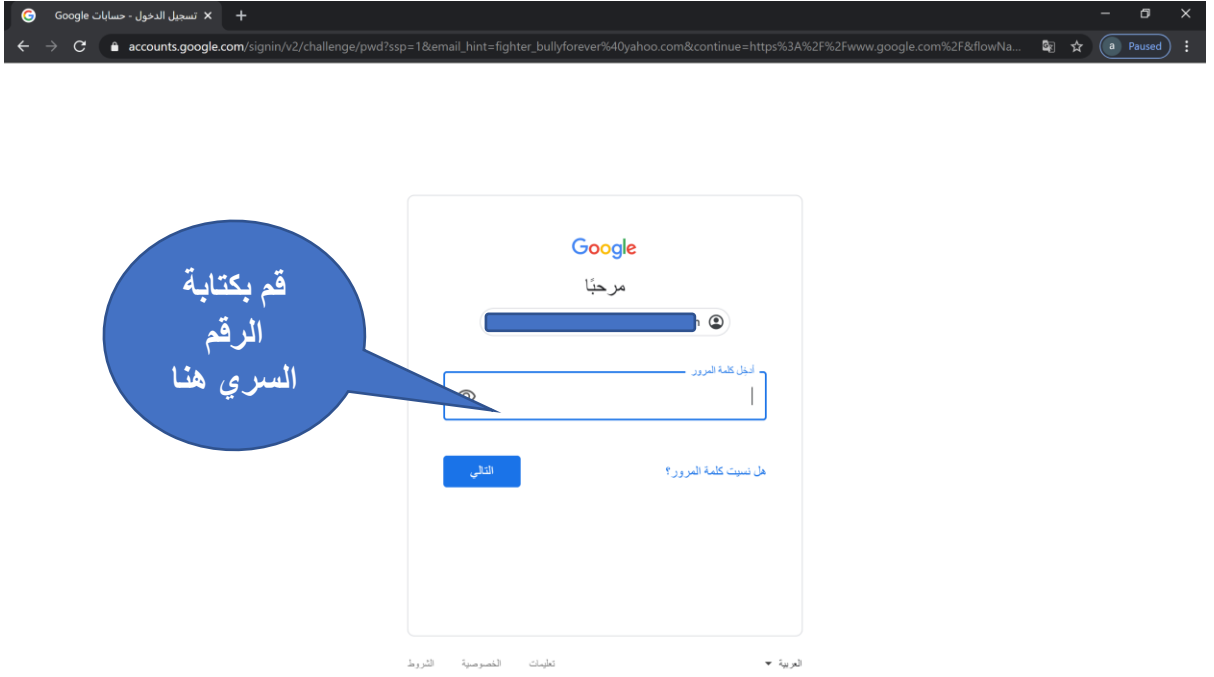 تسجيل الدخول - حسابات Google
accounts.google.com/signin/v2/challenge/pwd?ssp=1&email_hint=fighter_bullyforever%40yahoo.com&continue=https%3A%2F%2Fwww.google.com%2F&flowNa...
a Paused
Google
مرحبًا
أدخل كلمة المرور
قم بكتابة
الرقم
السري هنا
هل نسيت كلمة المرور؟
التالي
العربية
تعليمات الخصوصية الشروط